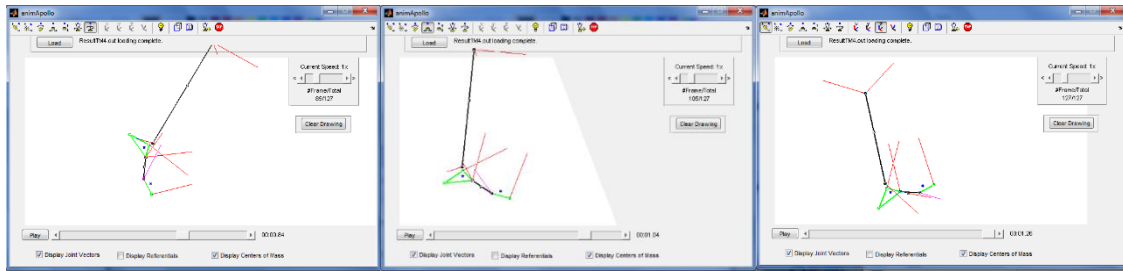 animApollo
Load
ResultTM4.out loading complete.
Current Speed: 1x
< >
#Frame/Total
89/127
Clear Drawing
Play
00:00.84
Display Joint Vectors
Display Referentials
Display Centers of Mass
animApollo
Load
ResultTM4.out loading complete.
Current Speed: 1x
< >
#Frame/Total
105/127
Clear Drawing
Play
00:01.04
Display Joint Vectors
Display Referentials
Display Centers of Mass
animApollo
Load
ResultTM4.out loading complete.
Current Speed: 1x
< >
#Frame/Total
127/127
Clear Drawing
Play
00:01.26
Display Joint Vectors
Display Referentials
Display Centers of Mass